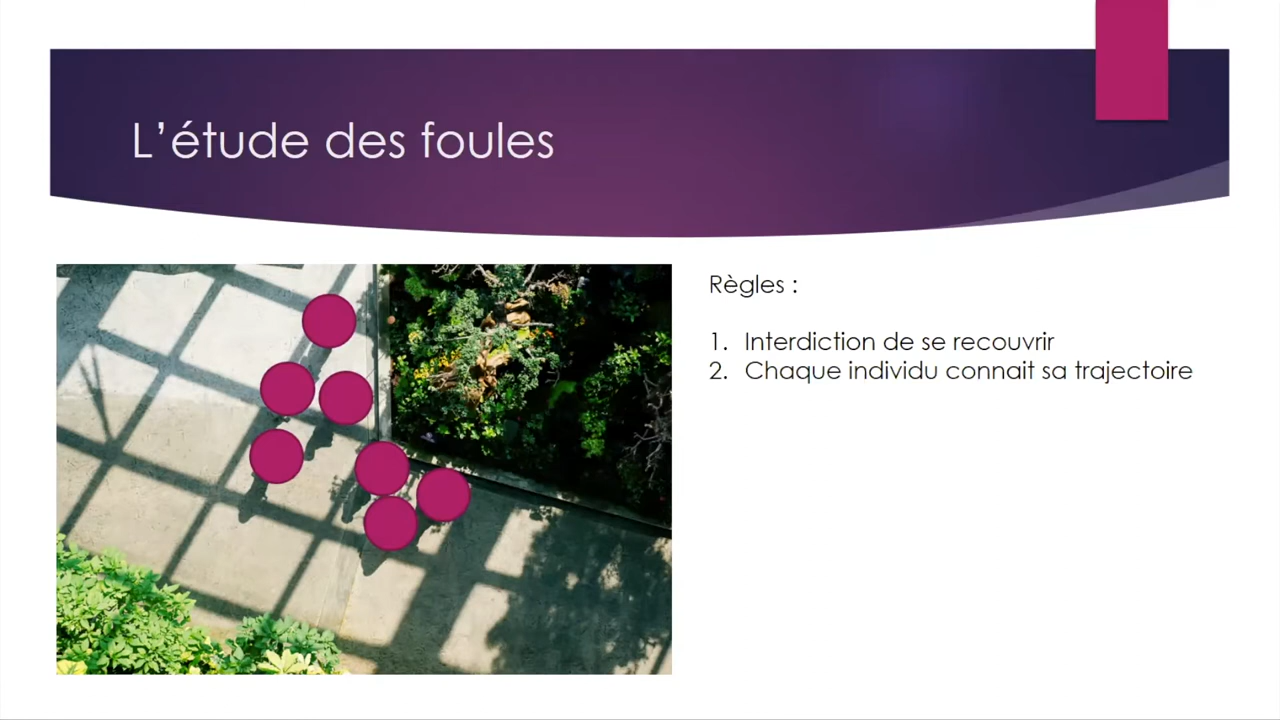 L’étude des foules
Règles :
1. Interdiction de se recouvrir
2. Chaque individu connait sa trajectoire